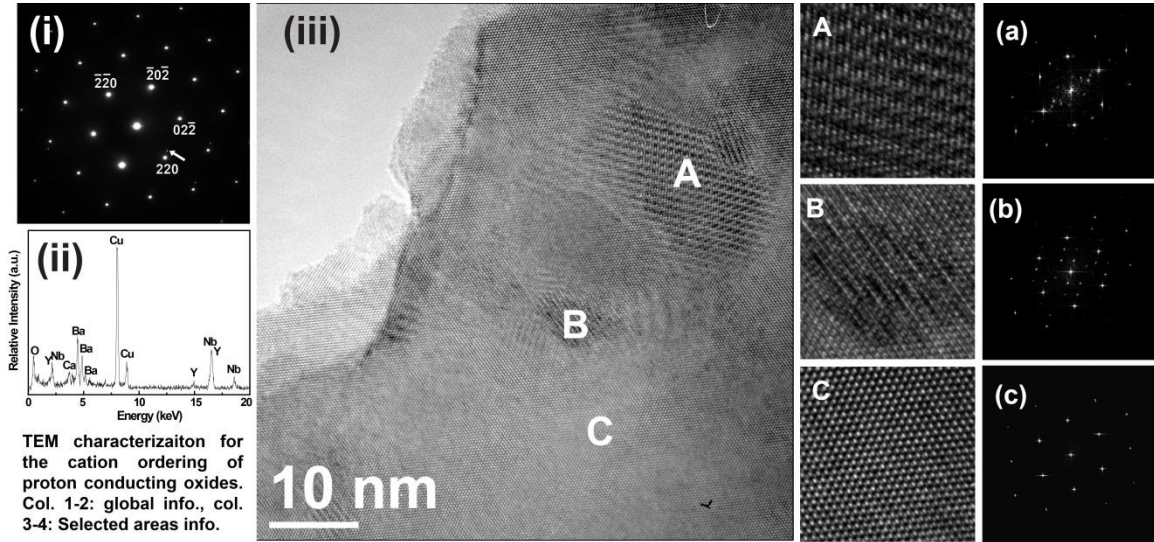 (i)
2̅2̅0
2̅02̅
022̅
220
(ii)
Relative Intensity (a.u.)
Cu
Ba
Nb
O
Y
Nb
Ca
Ba
Ba
Cu
Y
Y
Nb
0
5
10
15
20
Energy (keV)
TEM characterizaiton for
the cation ordering of
proton conducting oxides.
Col. 1-2: global info., col.
3-4: Selected areas info.
(iii)
A
B
C
10 nm
A
(a)
B
(b)
C
(c)